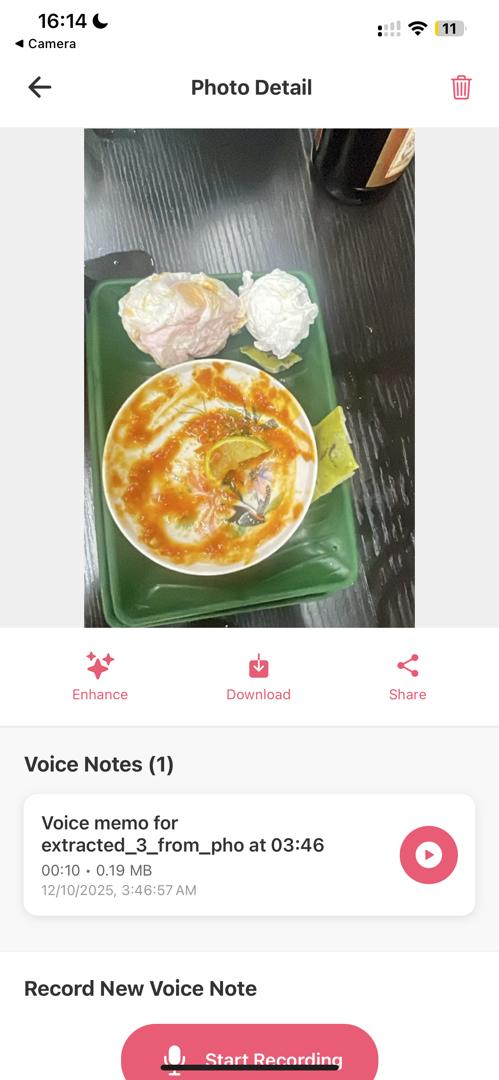 16:14
11
Camera
Photo Detail
Enhance
Download
Share
Voice Notes (1)
Voice memo for
extracted_3_from_pho at 03:46
00:10 • 0.19 MB
12/10/2025, 3:46:57 AM
Record New Voice Note
Start Recording